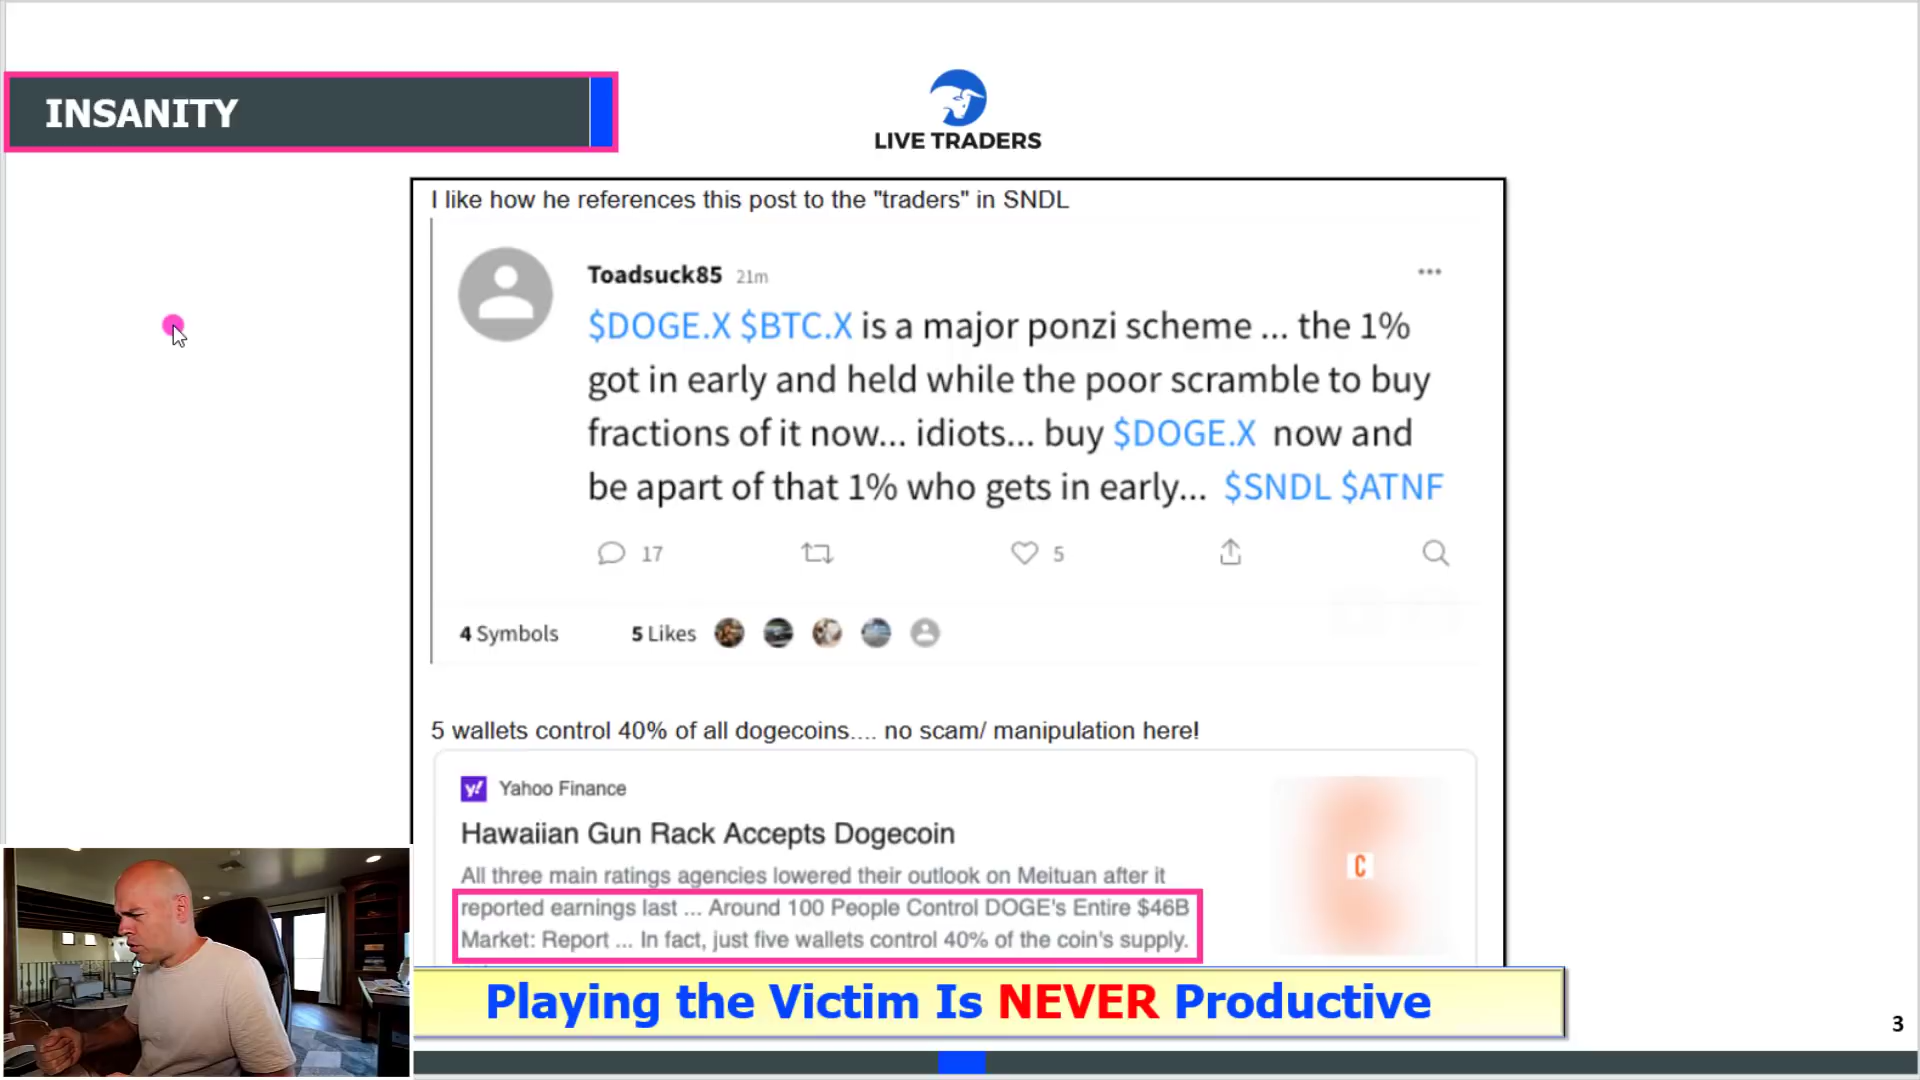 INSANITY
LIVE TRADERS
I like how he references this post to the "traders" in SNDL
Toadsuck85 21m
$DOGE.X $BTC.X is a major ponzi scheme ... the 1%
got in early and held while the poor scramble to buy
fractions of it now... idiots... buy $DOGE.X now and
be apart of that 1% who gets in early... $SNDL $ATNF
17 5
4 Symbols 5 Likes
5 wallets control 40% of all dogecoins.... no scam/ manipulation here!
y! Yahoo Finance
Hawaiian Gun Rack Accepts Dogecoin
All three main ratings agencies lowered their outlook on Meituan after it
reported earnings last ... Around 100 People Control DOGE's Entire $46B
Market: Report ... In fact, just five wallets control 40% of the coin's supply.
C
Playing the Victim Is NEVER Productive
3